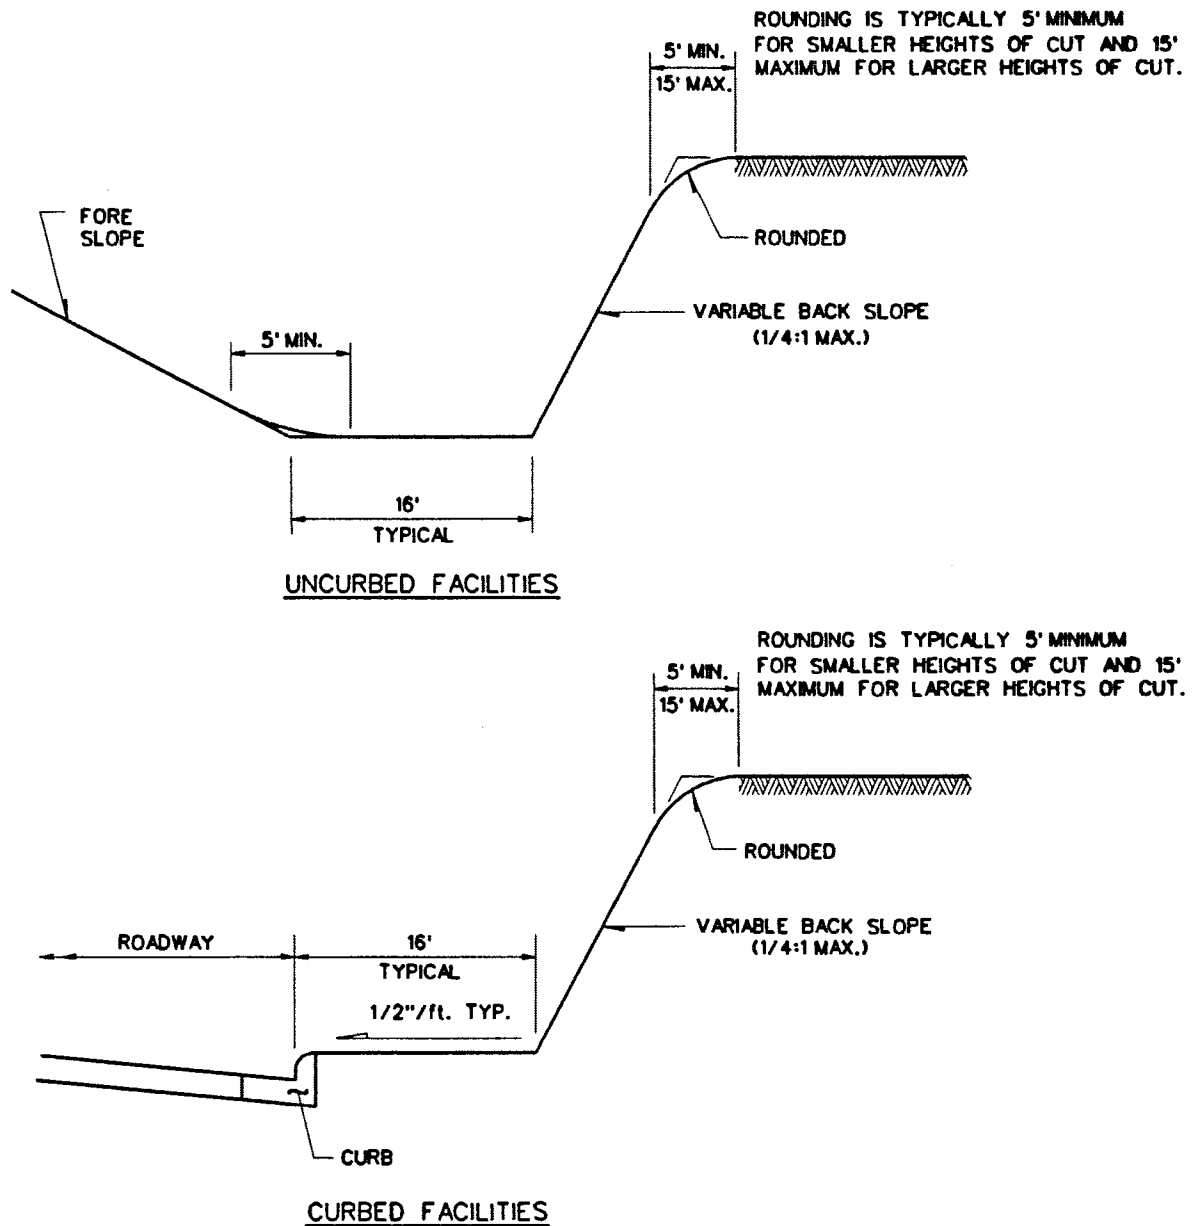 ROUNDING IS TYPICALLY 5' MINIMUM
FOR SMALLER HEIGHTS OF CUT AND 15'
MAXIMUM FOR LARGER HEIGHTS OF CUT.
5' MIN.
15' MAX.
FORE
SLOPE
ROUNDED
VARIABLE BACK SLOPE
(1/4:1 MAX.)
5' MIN.
16'
TYPICAL
UNCURBED FACILITIES
ROUNDING IS TYPICALLY 5' MINIMUM
FOR SMALLER HEIGHTS OF CUT AND 15'
MAXIMUM FOR LARGER HEIGHTS OF CUT.
5' MIN.
15' MAX.
ROUNDED
VARIABLE BACK SLOPE
(1/4:1 MAX.)
ROADWAY
16'
TYPICAL
1/2"/ft. TYP.
CURB
CURBED FACILITIES